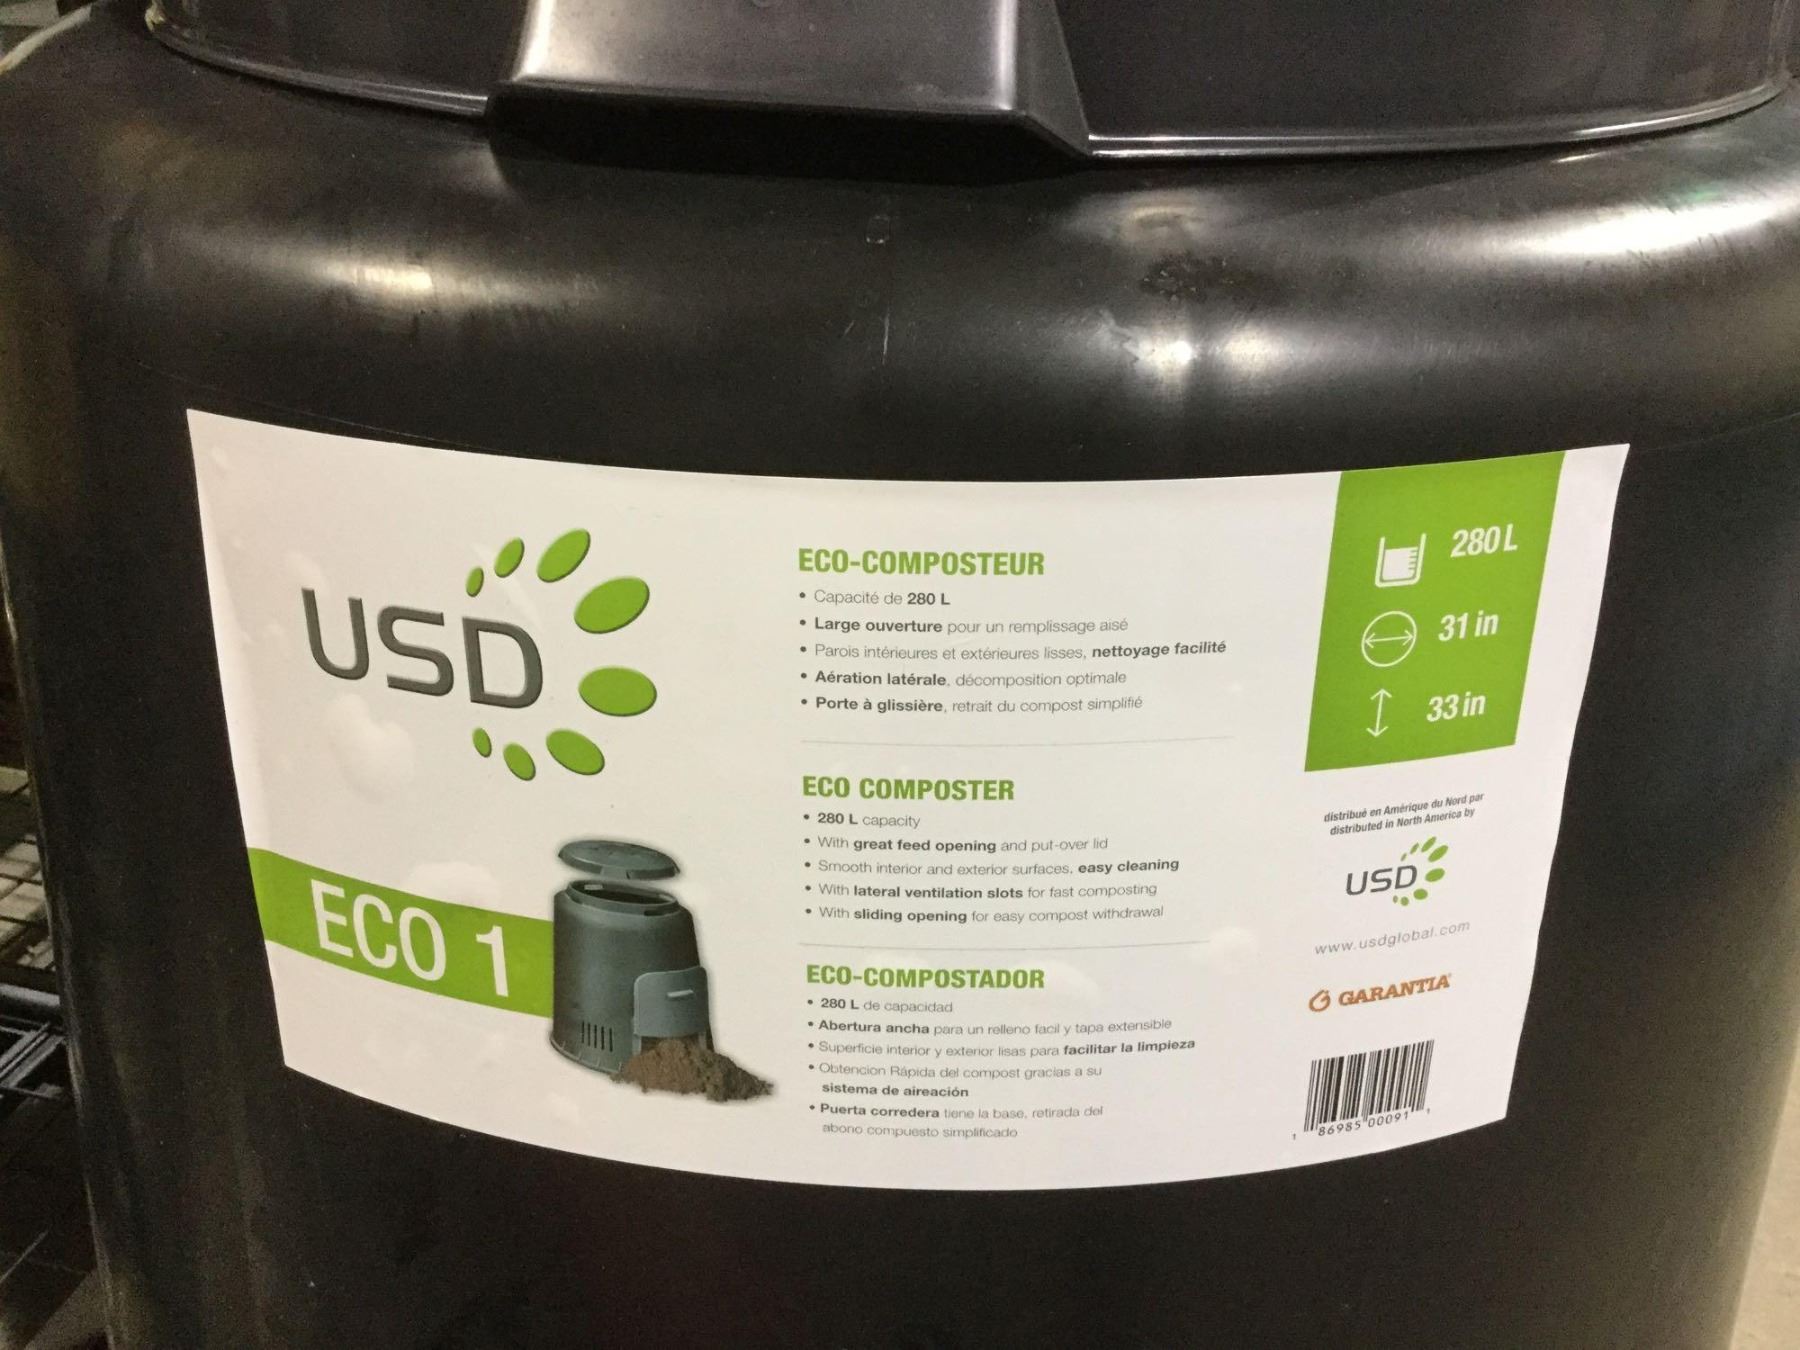 USD
ECO 1
ECO-COMPOSTEUR
• Capacité de 280 L
• Large ouverture pour un remplissage aisé
• Parois intérieures et extérieures lisses, nettoyage facilité
• Aération latérale, décomposition optimale
• Porte à glissière, retrait du compost simplifié
ECO COMPOSTER
• 280 L capacity
• With great feed opening and put-over lid
• Smooth interior and exterior surfaces, easy cleaning
• With lateral ventilation slots for fast composting
• With sliding opening for easy compost withdrawal
ECO-COMPOSTADOR
• 280 L de capacidad
• Abertura ancha para un relleno facil y tapa extensible
• Superficie interior y exterior lisas para facilitar la limpieza
• Obtencion Rápida del compost gracias a su
sistema de aireación
• Puerta corredera tiene la base, retirada del
abono compuesto simplificado
280 L
31 in
33 in
distribué en Amérique du Nord par
distributed in North America by
USD
www.usdglobal.com
GARANTIA
1 86985 00091 1